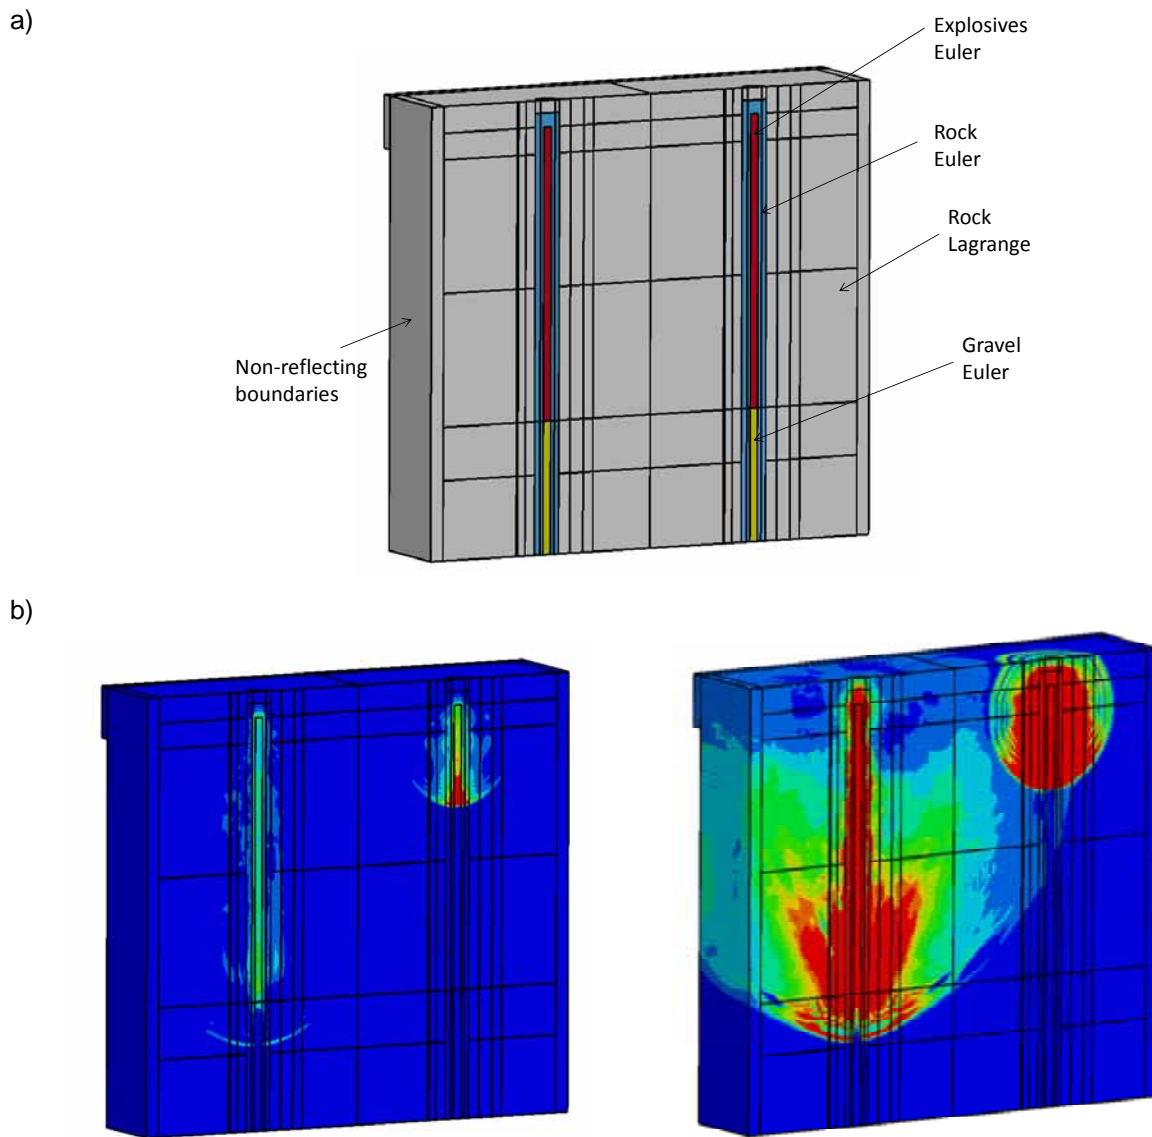 a)
Explosives
Euler
Rock
Euler
Rock
Lagrange
Gravel
Euler
Non-reflecting
boundaries
b)